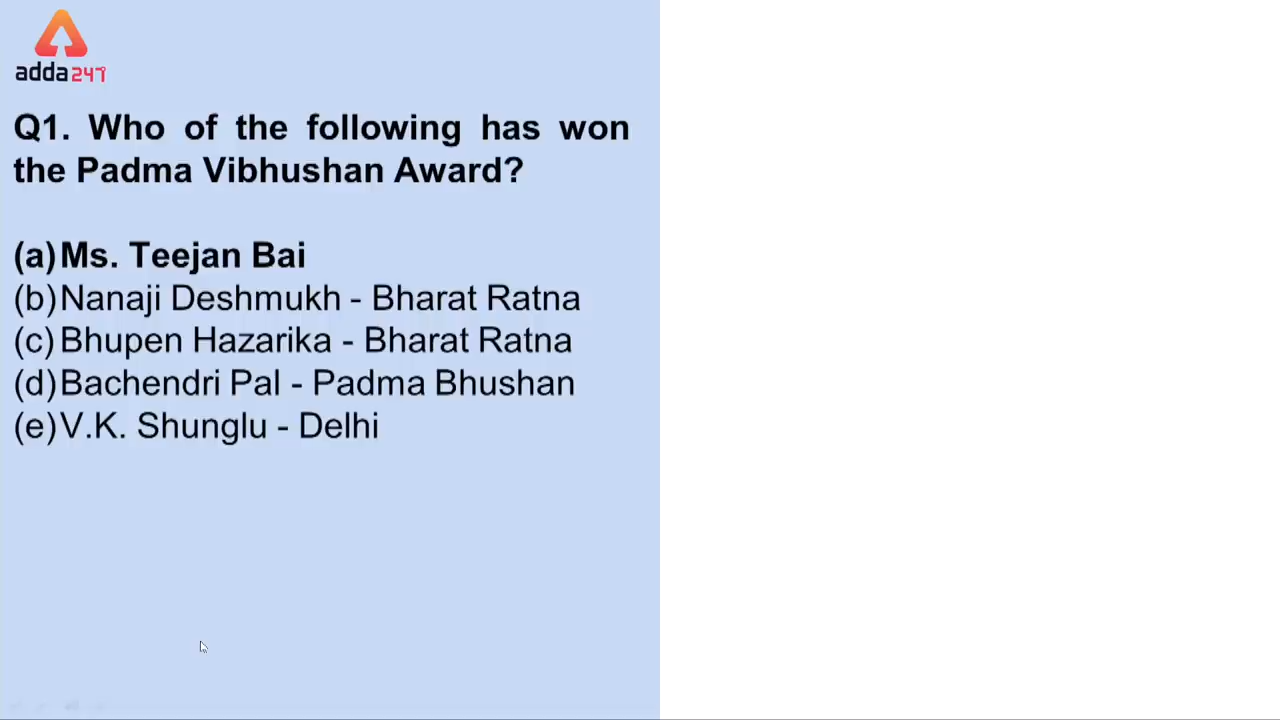 adda247
Q1. Who of the following has won
the Padma Vibhushan Award?
(a) Ms. Teejan Bai
(b) Nanaji Deshmukh - Bharat Ratna
(c) Bhupen Hazarika - Bharat Ratna
(d) Bachendri Pal - Padma Bhushan
(e) V.K. Shunglu - Delhi